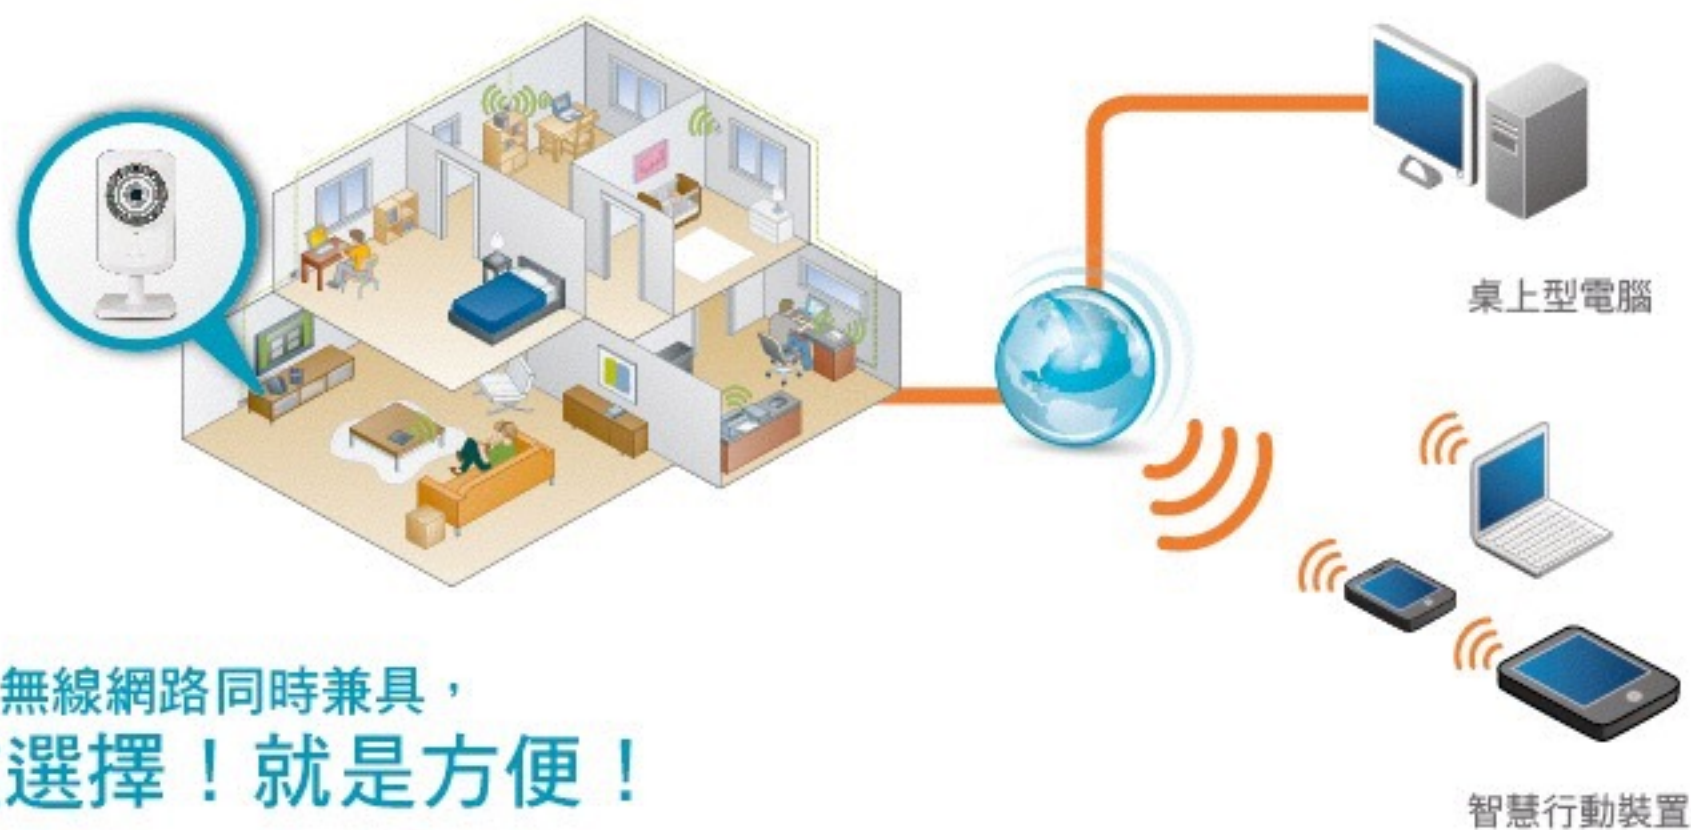 桌上型電腦
無線網路同時兼具，
選擇！就是方便！
智慧行動裝置